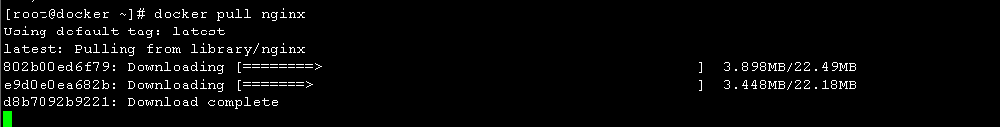 [root@docker ~]# docker pull nginx
Using default tag: latest
latest: Pulling from library/nginx
802b00ed6f79: Downloading [========>                                          ]  3.898MB/22.49MB
e9d0e0ea682b: Downloading [=======>                                           ]  3.448MB/22.18MB
d8b7092b9221: Download complete